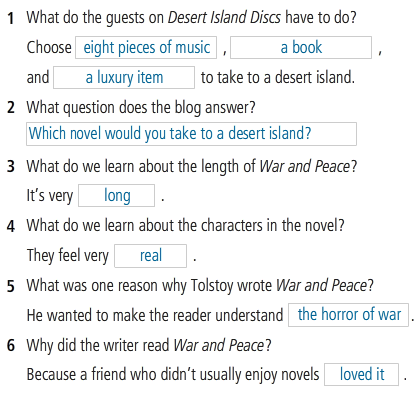 1 What do the guests on Desert Island Discs have to do?
Choose eight pieces of music , a book ,
and a luxury item to take to a desert island.
2 What question does the blog answer?
Which novel would you take to a desert island?
3 What do we learn about the length of War and Peace?
It's very long .
4 What do we learn about the characters in the novel?
They feel very real .
5 What was one reason why Tolstoy wrote War and Peace?
He wanted to make the reader understand the horror of war .
6 Why did the writer read War and Peace?
Because a friend who didn't usually enjoy novels loved it .